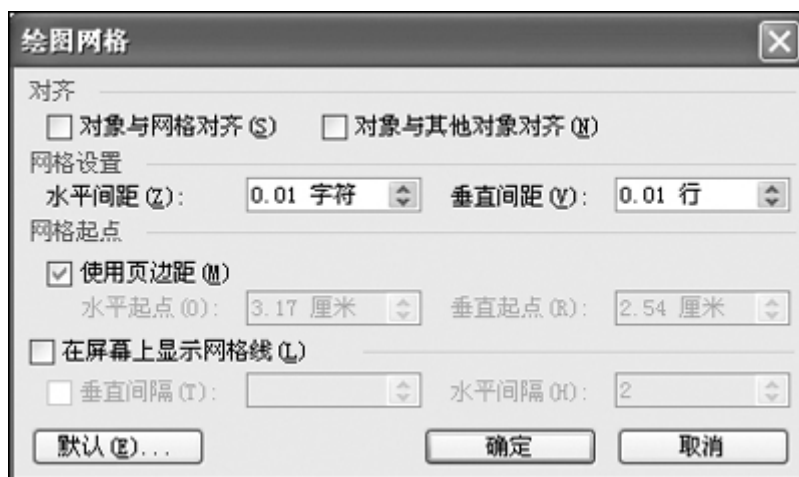 绘图网格
对齐
对象与网格对齐(S) 对象与其他对象对齐(N)
网格设置
水平间距(Z): 0.01 字符 垂直间距(V): 0.01 行
网格起点
使用页边距(M)
水平起点(O): 3.17 厘米 垂直起点(R): 2.54 厘米
在屏幕上显示网格线(L)
垂直间隔(T): 水平间隔(H): 2
默认(E)... 确定 取消